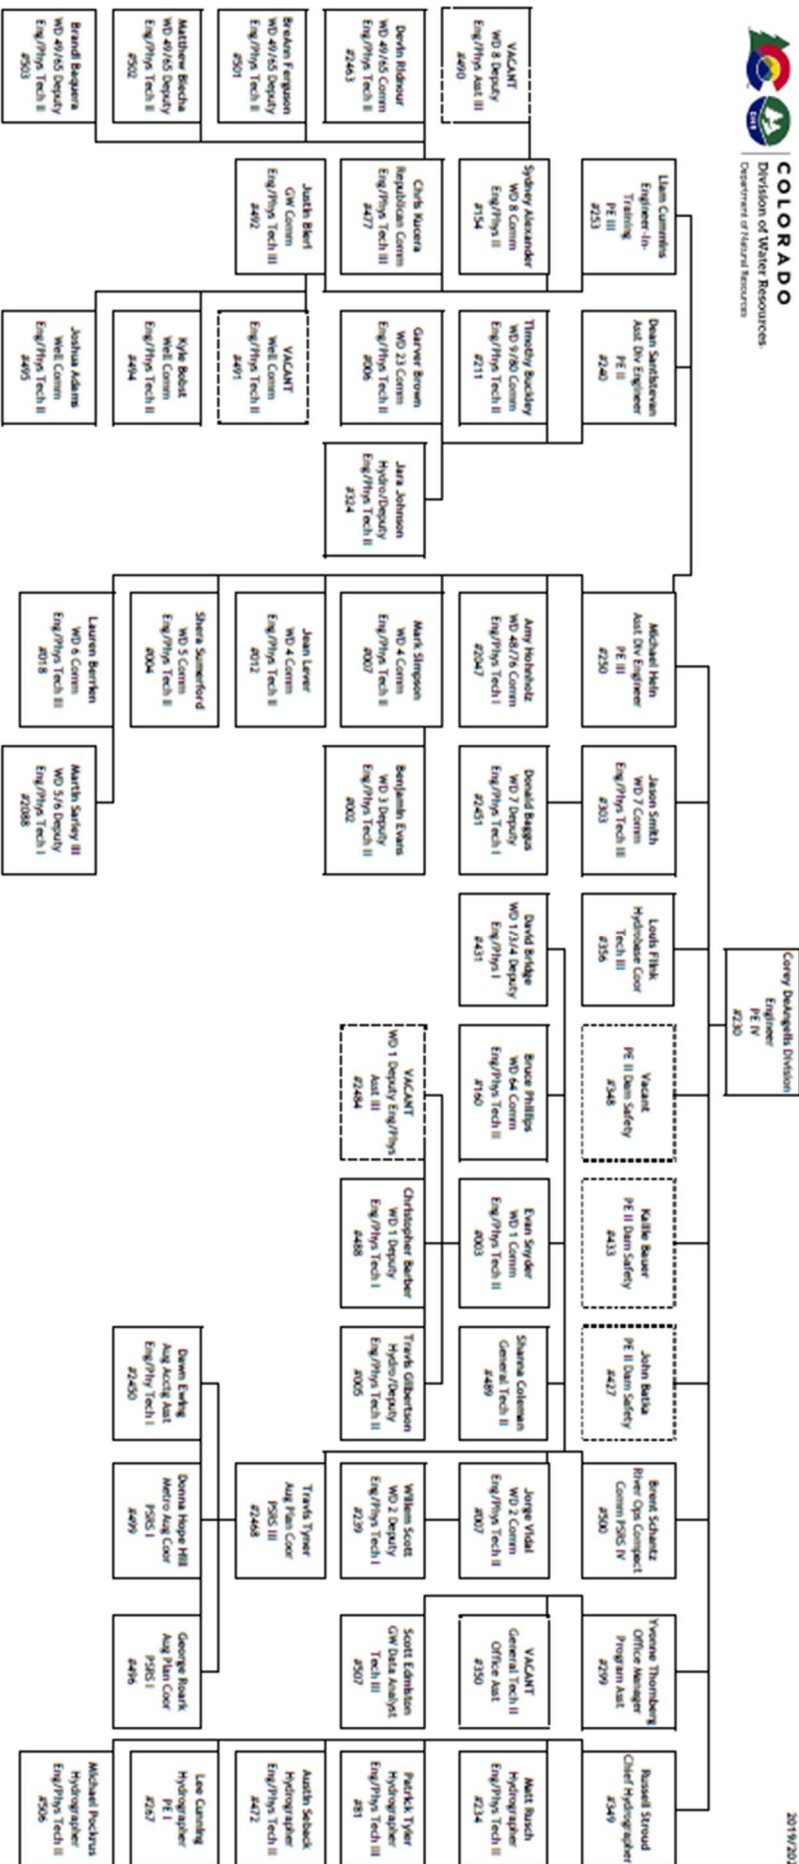 COLORADO
Division of Water Resources
Department of Natural Resources
Corey DeAngelis Division
Engineer
PE IV
#230
Liam Cummins
Engineer-In-
Training
PE III
#253
Dean Santistevan
Asst Div Engineer
PE II
#240
Michael Hein
Asst Div Engineer
PE III
#250
Jason Smith
WD 7 Comm
Eng/Phys Tech III
#303
Louis Flink
Hydrobase Coor
Tech III
#356
Vacant
PE II Dam Safety
#348
Kallie Bauer
PE II Dam Safety
#433
John Batka
PE II Dam Safety
#427
Brent Schantz
River Ops Compact
Comm PSRS IV
#500
Yvonne Thornberg
Office Manager
Program Asst
#299
Russell Stroud
Chief Hydrographer
#349
VACANT
WD 8 Deputy
Eng/Phys Asst III
#490
Sydney Alexander
WD 8 Comm
Eng/Phys II
#154
Timothy Buckley
WD 9/80 Comm
Eng/Phys Tech II
#211
Amy Hohnholz
WD 48/76 Comm
Eng/Phys Tech I
#2047
Donald Baggus
WD 7 Deputy
Eng/Phys Tech I
#2451
David Bridge
WD 1/3/4 Deputy
Eng/Phys I
#431
Bruce Phillips
WD 64 Comm
Eng/Phys Tech II
#160
Evan Snyder
WD 1 Comm
Eng/Phys Tech II
#003
Shanna Coleman
General Tech II
#489
Jorge Vidal
WD 2 Comm
Eng/Phys Tech II
#007
VACANT
General Tech II
Office Asst
#350
Matt Rusch
Hydrographer
Eng/Phys Tech II
#234
Devin Ridnour
WD 49/65 Comm
Eng/Phys Tech II
#2463
Chris Kucera
Republican Comm
Eng/Phys Tech III
#477
Garver Brown
WD 23 Comm
Eng/Phys Tech II
#006
Jara Johnson
Hydro/Deputy
Eng/Phys Tech II
#324
Mark Simpson
WD 4 Comm
Eng/Phys Tech II
#007
Benjamin Evans
WD 3 Deputy
Eng/Phys Tech II
#002
VACANT
WD 1 Deputy Eng/Phys
Asst III
#2484
Christopher Barber
WD 1 Deputy
Eng/Phys Tech I
#488
Travis Gilbertson
Hydro/Deputy
Eng/Phys Tech II
#005
Willem Scott
WD 2 Deputy
Eng/Phys Tech I
#239
Scott Edmiston
GW Data Analyst
Tech III
#507
Patrick Tyler
Hydrographer
Eng/Phys Tech III
#81
BreAnn Ferguson
WD 49/65 Deputy
Eng/Phys Tech II
#501
Justin Bieri
GW Comm
Eng/Phys Tech III
#492
VACANT
Well Comm
Eng/Phys Tech II
#491
Jean Lever
WD 4 Comm
Eng/Phys Tech II
#012
Travis Tyner
Aug Plan Coor
PSRS III
#2468
Austin Seback
Hydrographer
Eng/Phys Tech II
#472
Matthew Blecha
WD 49/65 Deputy
Eng/Phys Tech II
#502
Kyle Bobst
Well Comm
Eng/Phys Tech II
#494
Shera Sumerford
WD 5 Comm
Eng/Phys Tech II
#004
Dawn Ewing
Aug Acctg Asst
Eng/Phy Tech I
#2450
Donna Hope Hill
Metro Aug Coor
PSRS I
#499
George Roark
Aug Plan Coor
PSRS I
#496
Lee Cunning
Hydrographer
PE I
#267
Brandi Baquera
WD 49/65 Deputy
Eng/Phys Tech II
#503
Joshua Adams
Well Comm
Eng/Phys Tech II
#495
Lauren Berrien
WD 6 Comm
Eng/Phys Tech III
#018
Martin Sarley III
WD 5/6 Deputy
Eng/Phys Tech I
#2088
Michael Pockrus
Hydrographer
Eng/Phys Tech II
#506